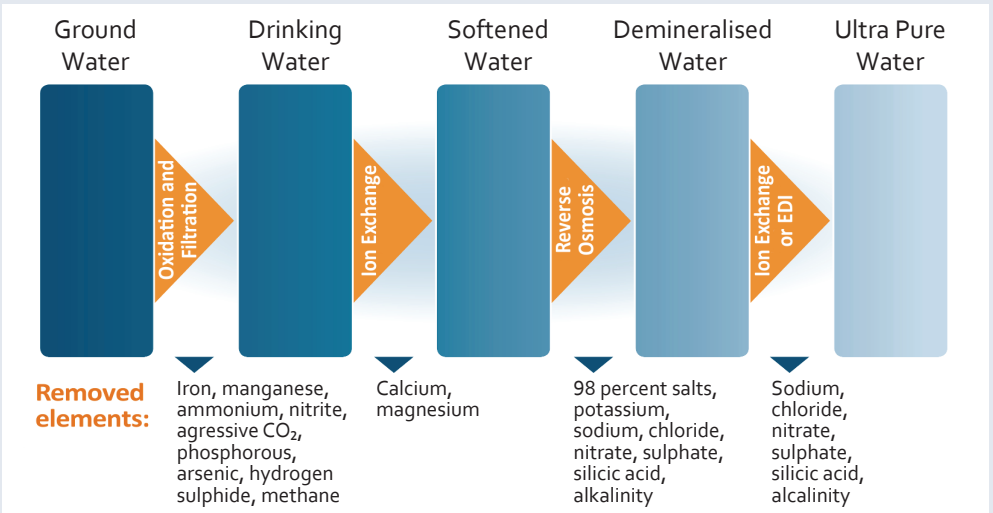 Ground
Water
Drinking
Water
Softened
Water
Demineralised
Water
Ultra Pure
Water
Oxidation and
Filtration
Ion Exchange
Reverse
Osmosis
Ion Exchange
or EDI
Removed
elements:
Iron, manganese,
ammonium, nitrite,
agressive CO₂,
phosphorous,
arsenic, hydrogen
sulphide, methane
Calcium,
magnesium
98 percent salts,
potassium,
sodium, chloride,
nitrate, sulphate,
silicic acid,
alkalinity
Sodium,
chloride,
nitrate,
sulphate,
silicic acid,
alcalinity